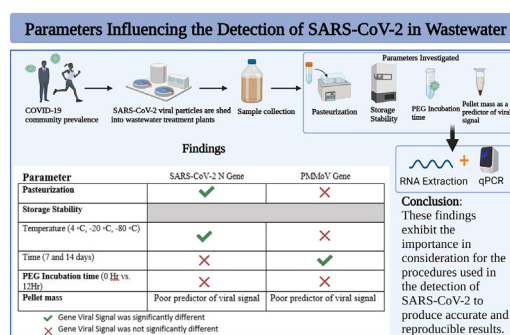 Parameters Influencing the Detection of SARS-CoV-2 in Wastewater
COVID-19
community prevalence
SARS-CoV-2 viral particles are shed
into wastewater treatment plants
Sample collection
Parameters Investigated
Pasteurization
Storage
Stability
PEG Incubation
time
Pellet mass as a
predictor of viral
signal
RNA Extraction
qPCR
Findings
Parameter SARS-CoV-2 N Gene PMMoV Gene
Pasteurization
Storage Stability
Temperature (4 °C, -20 °C, -80 °C)
Time (7 and 14 days)
PEG Incubation time (0 Hr vs.
12Hr)
Pellet mass Poor predictor of viral signal Poor predictor of viral signal
Gene Viral Signal was significantly different
Gene Viral Signal was not significantly different
Conclusion:
These findings
exhibit the
importance in
consideration for the
procedures used in
the detection of
SARS-CoV-2 to
produce accurate and
reproducible results.